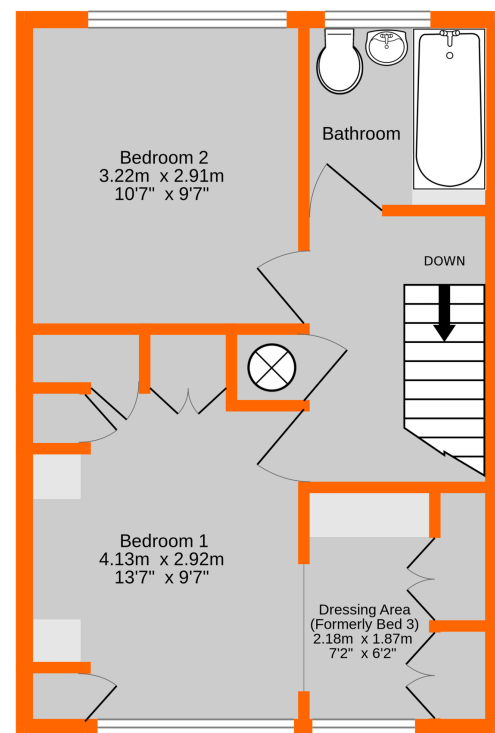 Bathroom
Bedroom 2
3.22m x 2.91m
10'7" x 9'7"
DOWN
Bedroom 1
4.13m x 2.92m
13'7" x 9'7"
Dressing Area
(Formerly Bed 3)
2.18m x 1.87m
7'2" x 6'2"